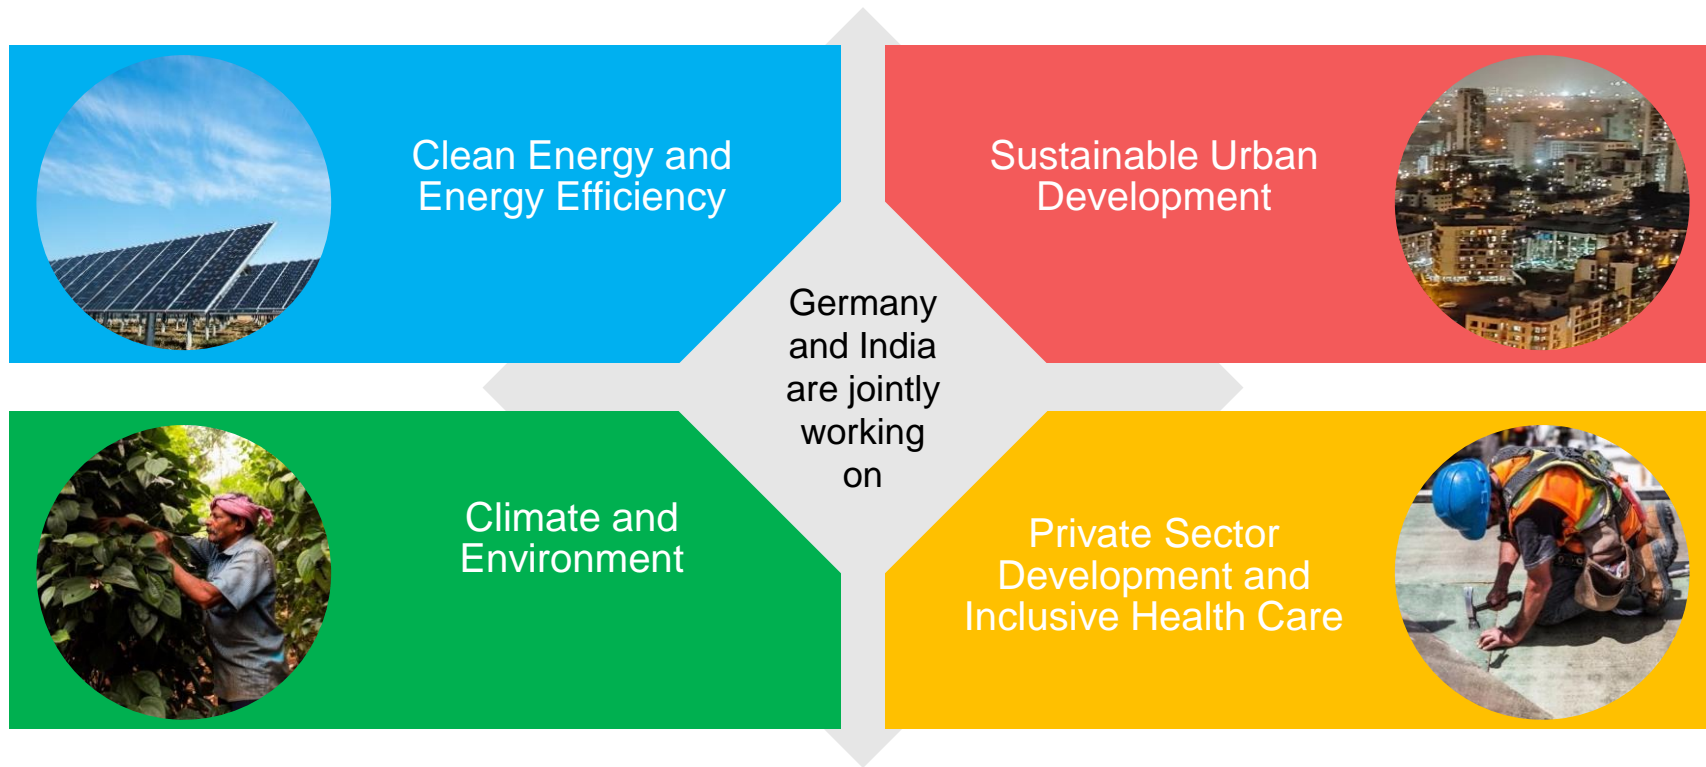 Clean Energy and
Energy Efficiency
Sustainable Urban
Development
Germany
and India
are jointly
working
on
Climate and
Environment
Private Sector
Development and
Inclusive Health Care